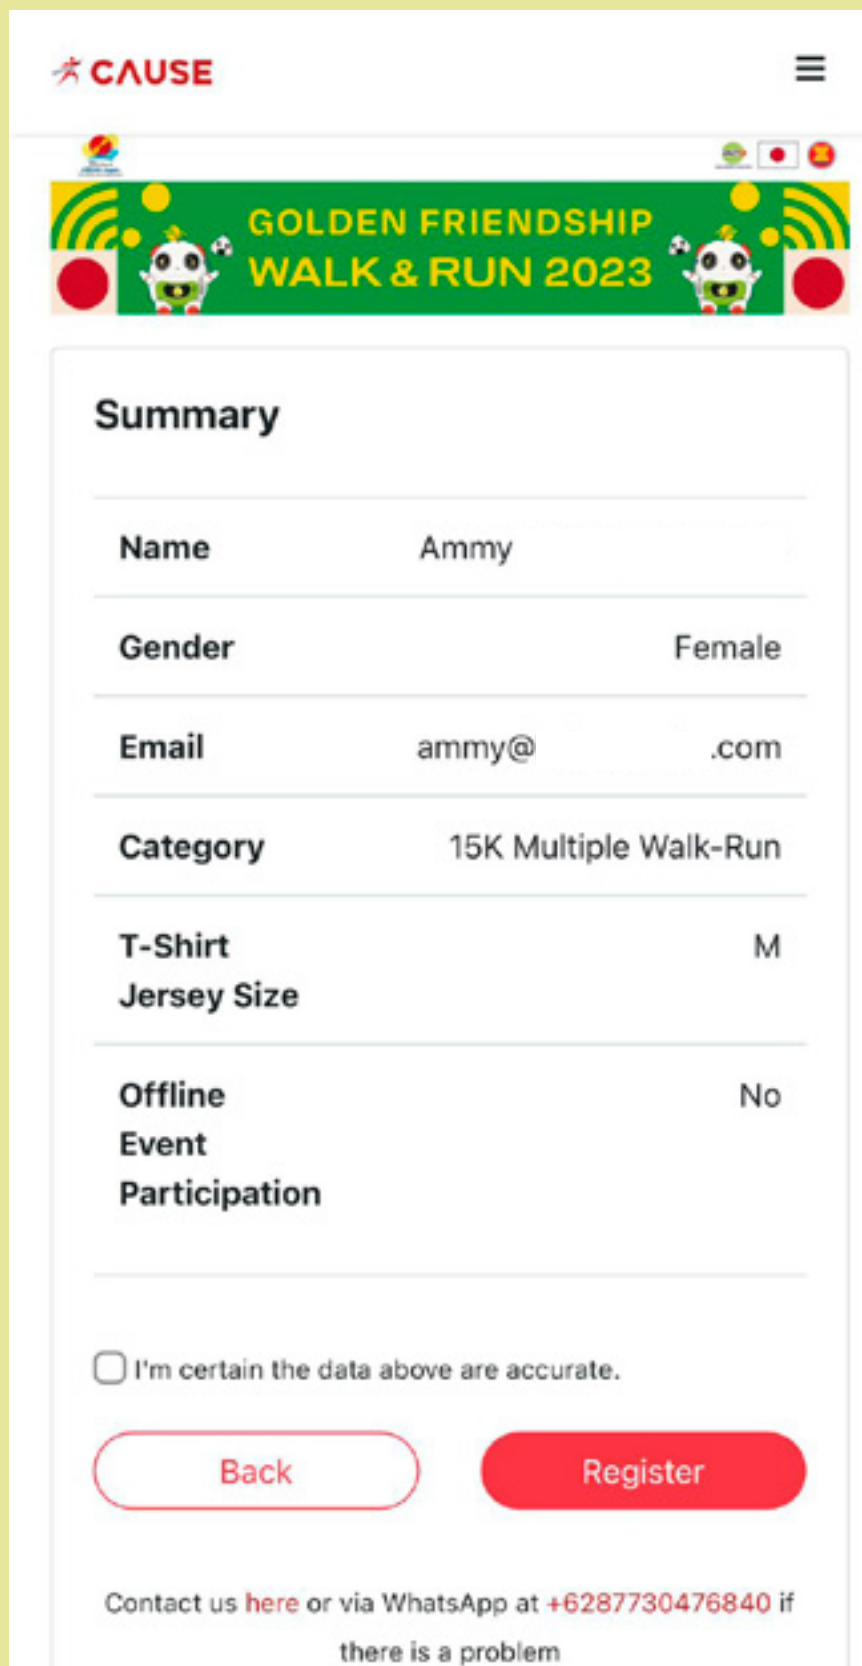 CAUSE
GOLDEN FRIENDSHIP
WALK & RUN 2023
Summary
Name Ammy
Gender Female
Email ammy@ .com
Category 15K Multiple Walk-Run
T-Shirt M
Jersey Size
Offline No
Event
Participation
I'm certain the data above are accurate.
Back Register
Contact us here or via WhatsApp at +6287730476840 if
there is a problem